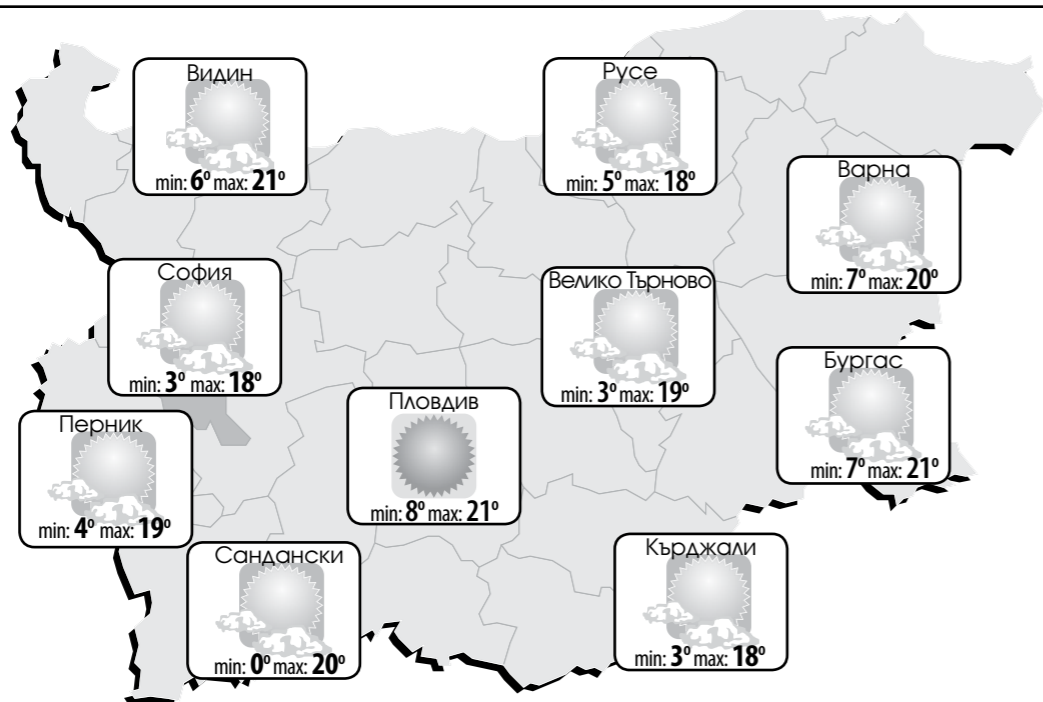 Видин
min: 6º max: 21º
Русе
min: 5º max: 18º
Варна
min: 7º max: 20º
София
min: 3º max: 18º
Велико Търново
min: 3º max: 19º
Бургас
min: 7º max: 21º
Пловдив
min: 8º max: 21º
Перник
min: 4º max: 19º
Сандански
min: 0º max: 20º
Кърджали
min: 3º max: 18º